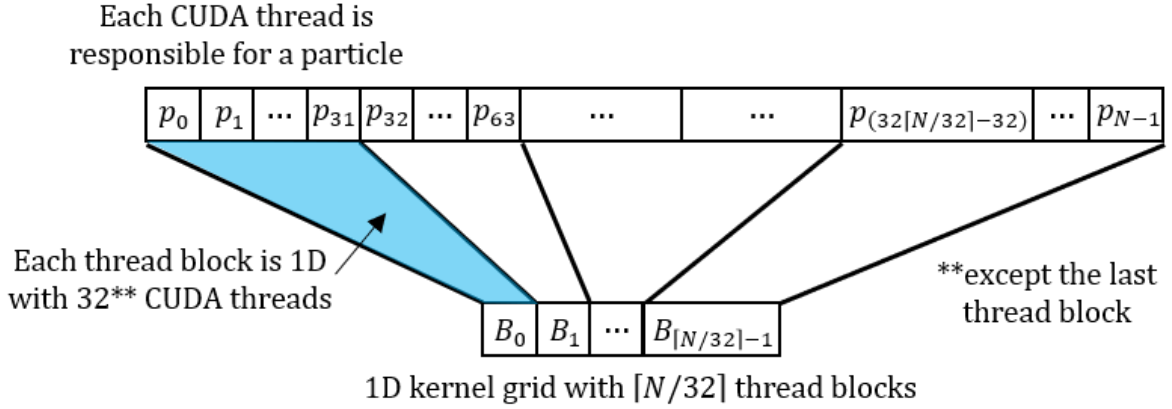 Each CUDA thread is
responsible for a particle
p₀ p₁ ⋯ p₃₁ p₃₂ ⋯ p₆₃ ⋯ ⋯ p₍₃₂⌈N/32⌉−32₎ ⋯ p_{N−1}
Each thread block is 1D
with 32** CUDA threads
**except the last
thread block
B₀ B₁ ⋯ B_{⌈N/32⌉−1}
1D kernel grid with ⌈N/32⌉ thread blocks